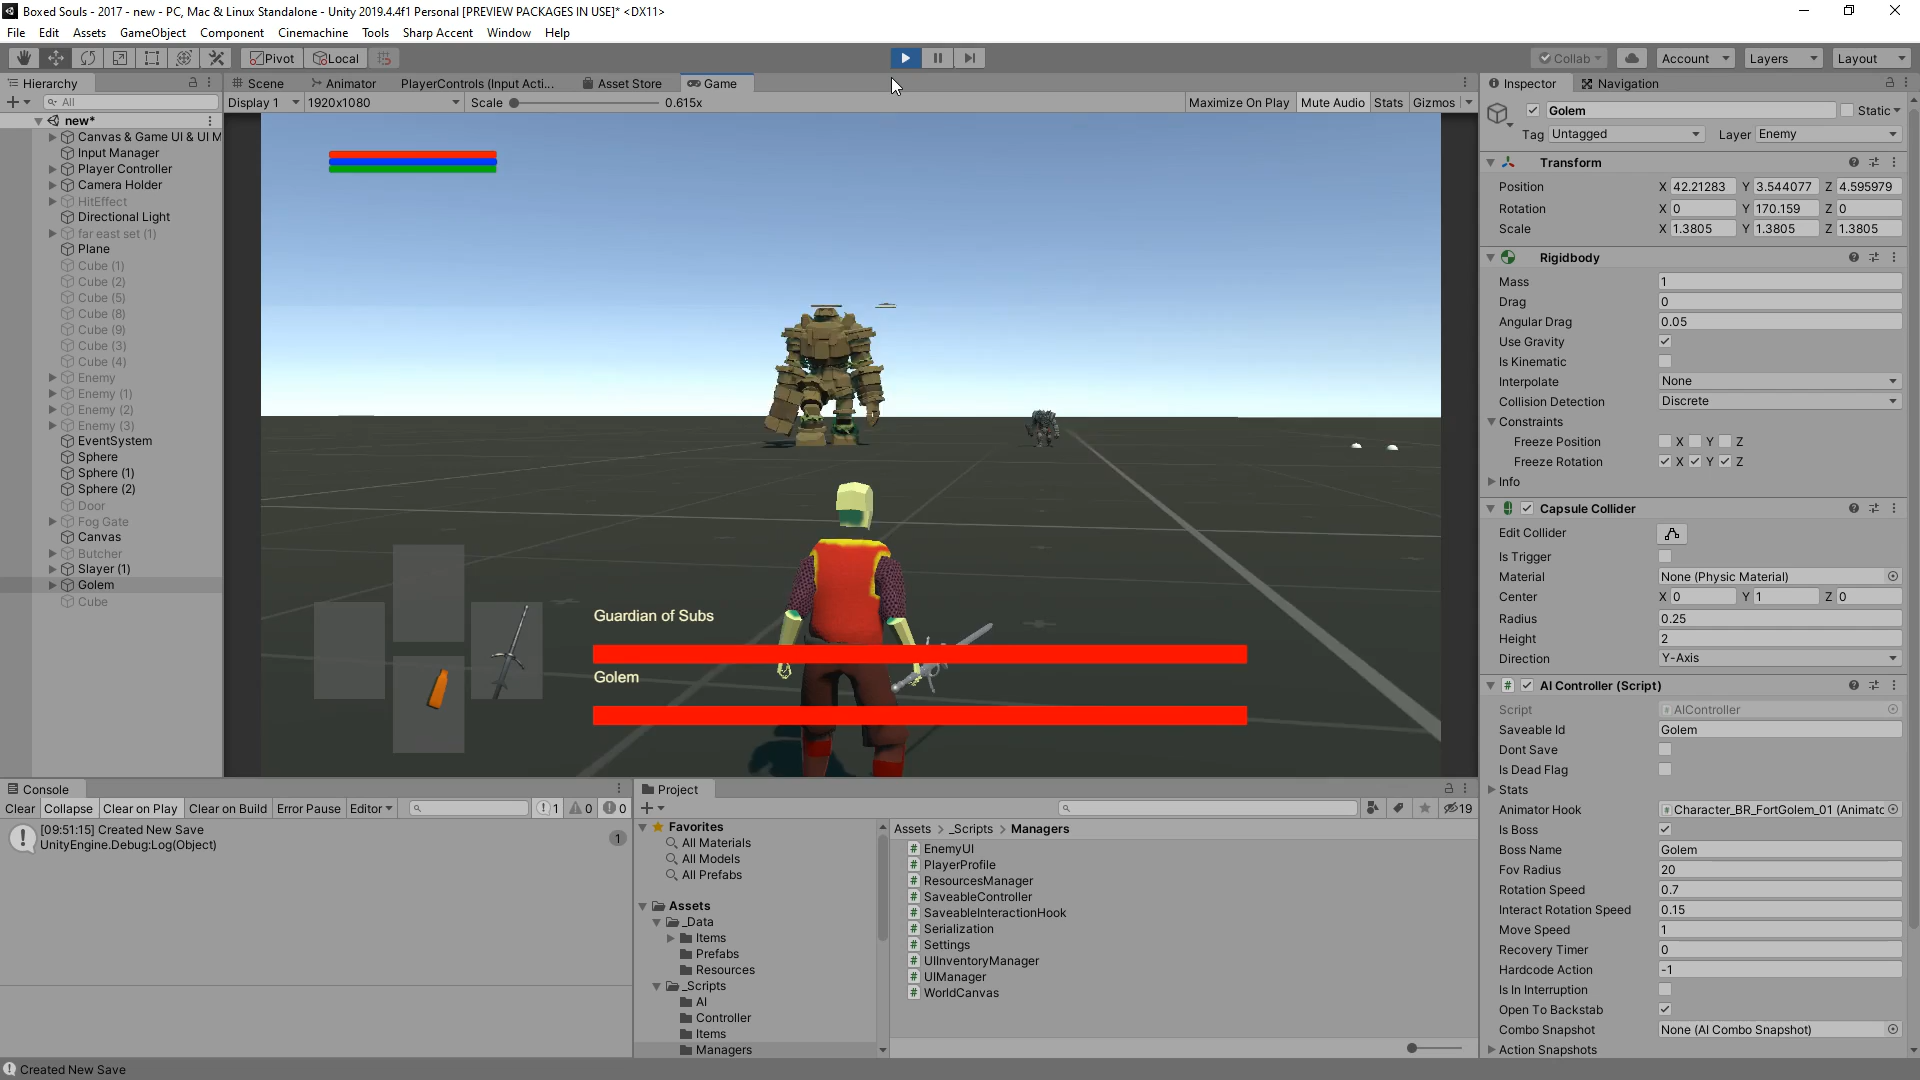 Boxed Souls - 2017 - new - PC, Mac & Linux Standalone - Unity 2019.4.4f1 Personal [PREVIEW PACKAGES IN USE]* <DX11>
File Edit Assets GameObject Component Cinemachine Tools Sharp Accent Window Help
Pivot Local Collab Account Layers Layout
Hierarchy
All
new*
Canvas & Game UI & UI M
Input Manager
Player Controller
Camera Holder
HitEffect
Directional Light
far east set (1)
Plane
Cube (1)
Cube (2)
Cube (5)
Cube (8)
Cube (9)
Cube (3)
Cube (4)
Enemy
Enemy (1)
Enemy (2)
Enemy (3)
EventSystem
Sphere
Sphere (1)
Sphere (2)
Door
Fog Gate
Canvas
Butcher
Slayer (1)
Golem
Cube
Scene Animator PlayerControls (Input Acti... Asset Store Game
Display 1 1920x1080 Scale 0.615x Maximize On Play Mute Audio Stats Gizmos
Guardian of Subs
Golem
Inspector Navigation
Golem Static
Tag Untagged Layer Enemy
Transform
Position X 42.21283 Y 3.544077 Z 4.595979
Rotation X 0 Y 170.159 Z 0
Scale X 1.3805 Y 1.3805 Z 1.3805
Rigidbody
Mass 1
Drag 0
Angular Drag 0.05
Use Gravity
Is Kinematic
Interpolate None
Collision Detection Discrete
Constraints
Freeze Position X Y Z
Freeze Rotation X Y Z
Info
Capsule Collider
Edit Collider
Is Trigger
Material None (Physic Material)
Center X 0 Y 1 Z 0
Radius 0.25
Height 2
Direction Y-Axis
# AI Controller (Script)
Script AIController
Saveable Id Golem
Dont Save
Is Dead Flag
Stats
Animator Hook Character_BR_FortGolem_01 (Animatc
Is Boss
Boss Name Golem
Fov Radius 20
Rotation Speed 0.7
Interact Rotation Speed 0.15
Move Speed 1
Recovery Timer 0
Hardcode Action -1
Is In Interruption
Open To Backstab
Combo Snapshot None (AI Combo Snapshot)
Action Snapshots
Console
Clear Collapse Clear on Play Clear on Build Error Pause Editor 1 0 0
[09:51:15] Created New Save
UnityEngine.Debug:Log(Object)
1
Project
19
Favorites
All Materials
All Models
All Prefabs
Assets
_Data
Items
Prefabs
Resources
_Scripts
AI
Controller
Items
Managers
Assets > _Scripts > Managers
# EnemyUI
# PlayerProfile
# ResourcesManager
# SaveableController
# SaveableInteractionHook
# Serialization
# Settings
# UIInventoryManager
# UIManager
# WorldCanvas
Created New Save